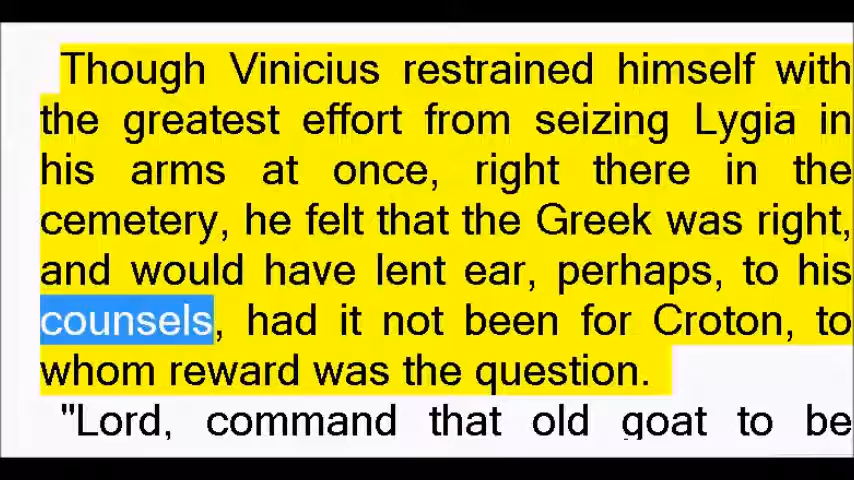 Though Vinicius restrained himself with
the greatest effort from seizing Lygia in
his arms at once, right there in the
cemetery, he felt that the Greek was right,
and would have lent ear, perhaps, to his
counsels, had it not been for Croton, to
whom reward was the question.
"Lord, command that old goat to be